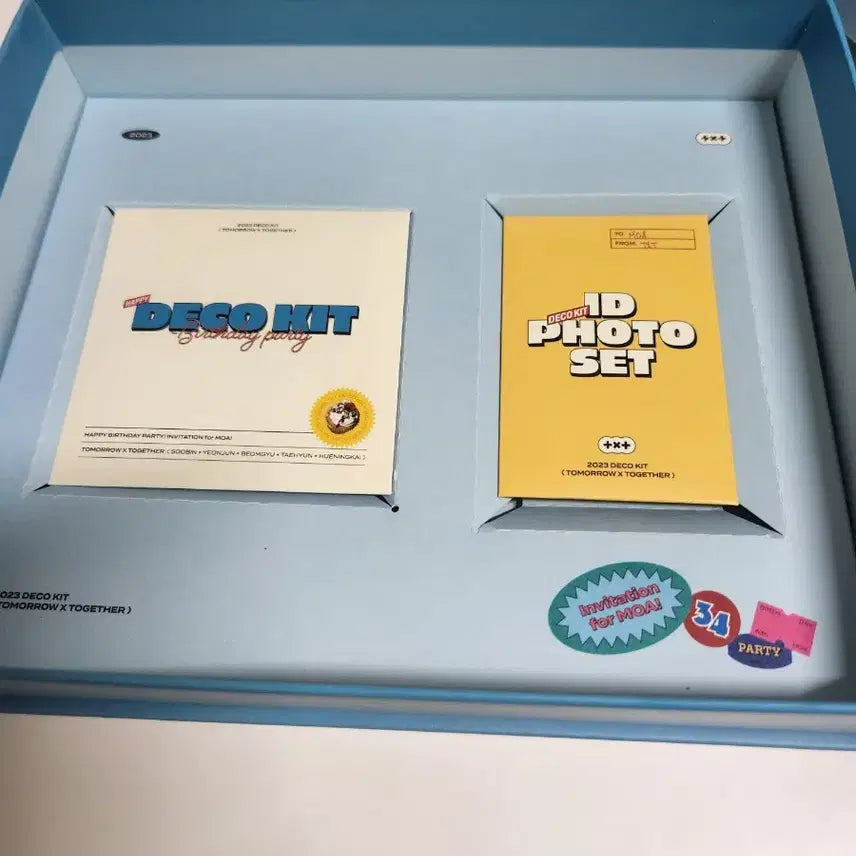 2023
+×+
2023 DECO KIT
( TOMORROW × TOGETHER )
HAPPY
DECO KIT
Birthday party
HAPPY BIRTHDAY PARTY! INVITATION for MOA!
TOMORROW X TOGETHER ( SOOBIN • YEONJUN • BEOMGYU • TAEHYUN • HUENINGKAI )
TO. MOA
FROM. TXT
ID
DECO KIT
PHOTO
SET
+×+
2023 DECO KIT
( TOMORROW X TOGETHER )
2023 DECO KIT
TOMORROW X TOGETHER )
Invitation
for MOA!
34
PARTY